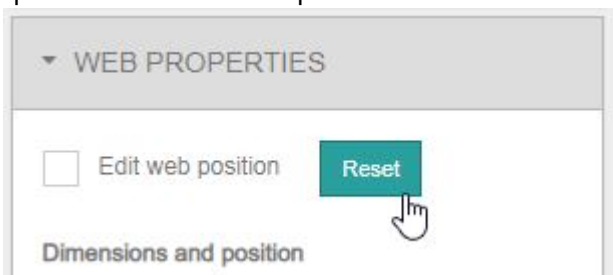 WEB PROPERTIES
Edit web position Reset
Dimensions and position